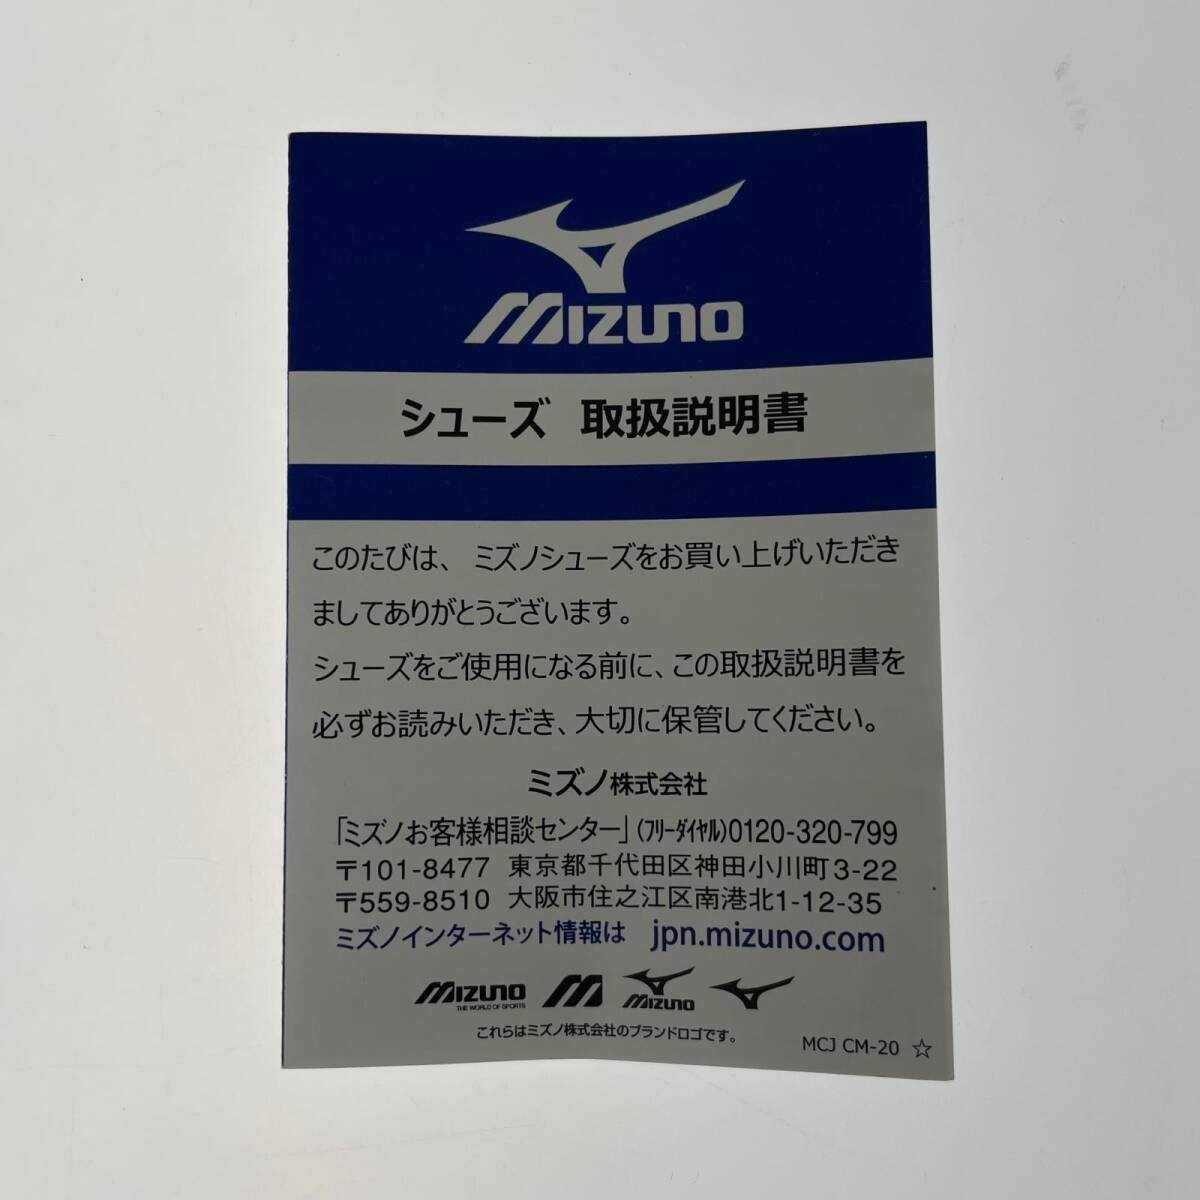 MIZUNO
シューズ 取扱説明書
このたびは、ミズノシューズをお買い上げいただき
ましてありがとうございます。
シューズをご使用になる前に、この取扱説明書を
必ずお読みいただき、大切に保管してください。
ミズノ株式会社
「ミズノお客様相談センター」(フリーダイヤル)0120-320-799
〒101-8477 東京都千代田区神田小川町3-22
〒559-8510 大阪市住之江区南港北1-12-35
ミズノインターネット情報は jpn.mizuno.com
MIZUNO THE WORLD OF SPORTS M MIZUNO
これらはミズノ株式会社のブランドロゴです。
MCJ CM-20 ☆